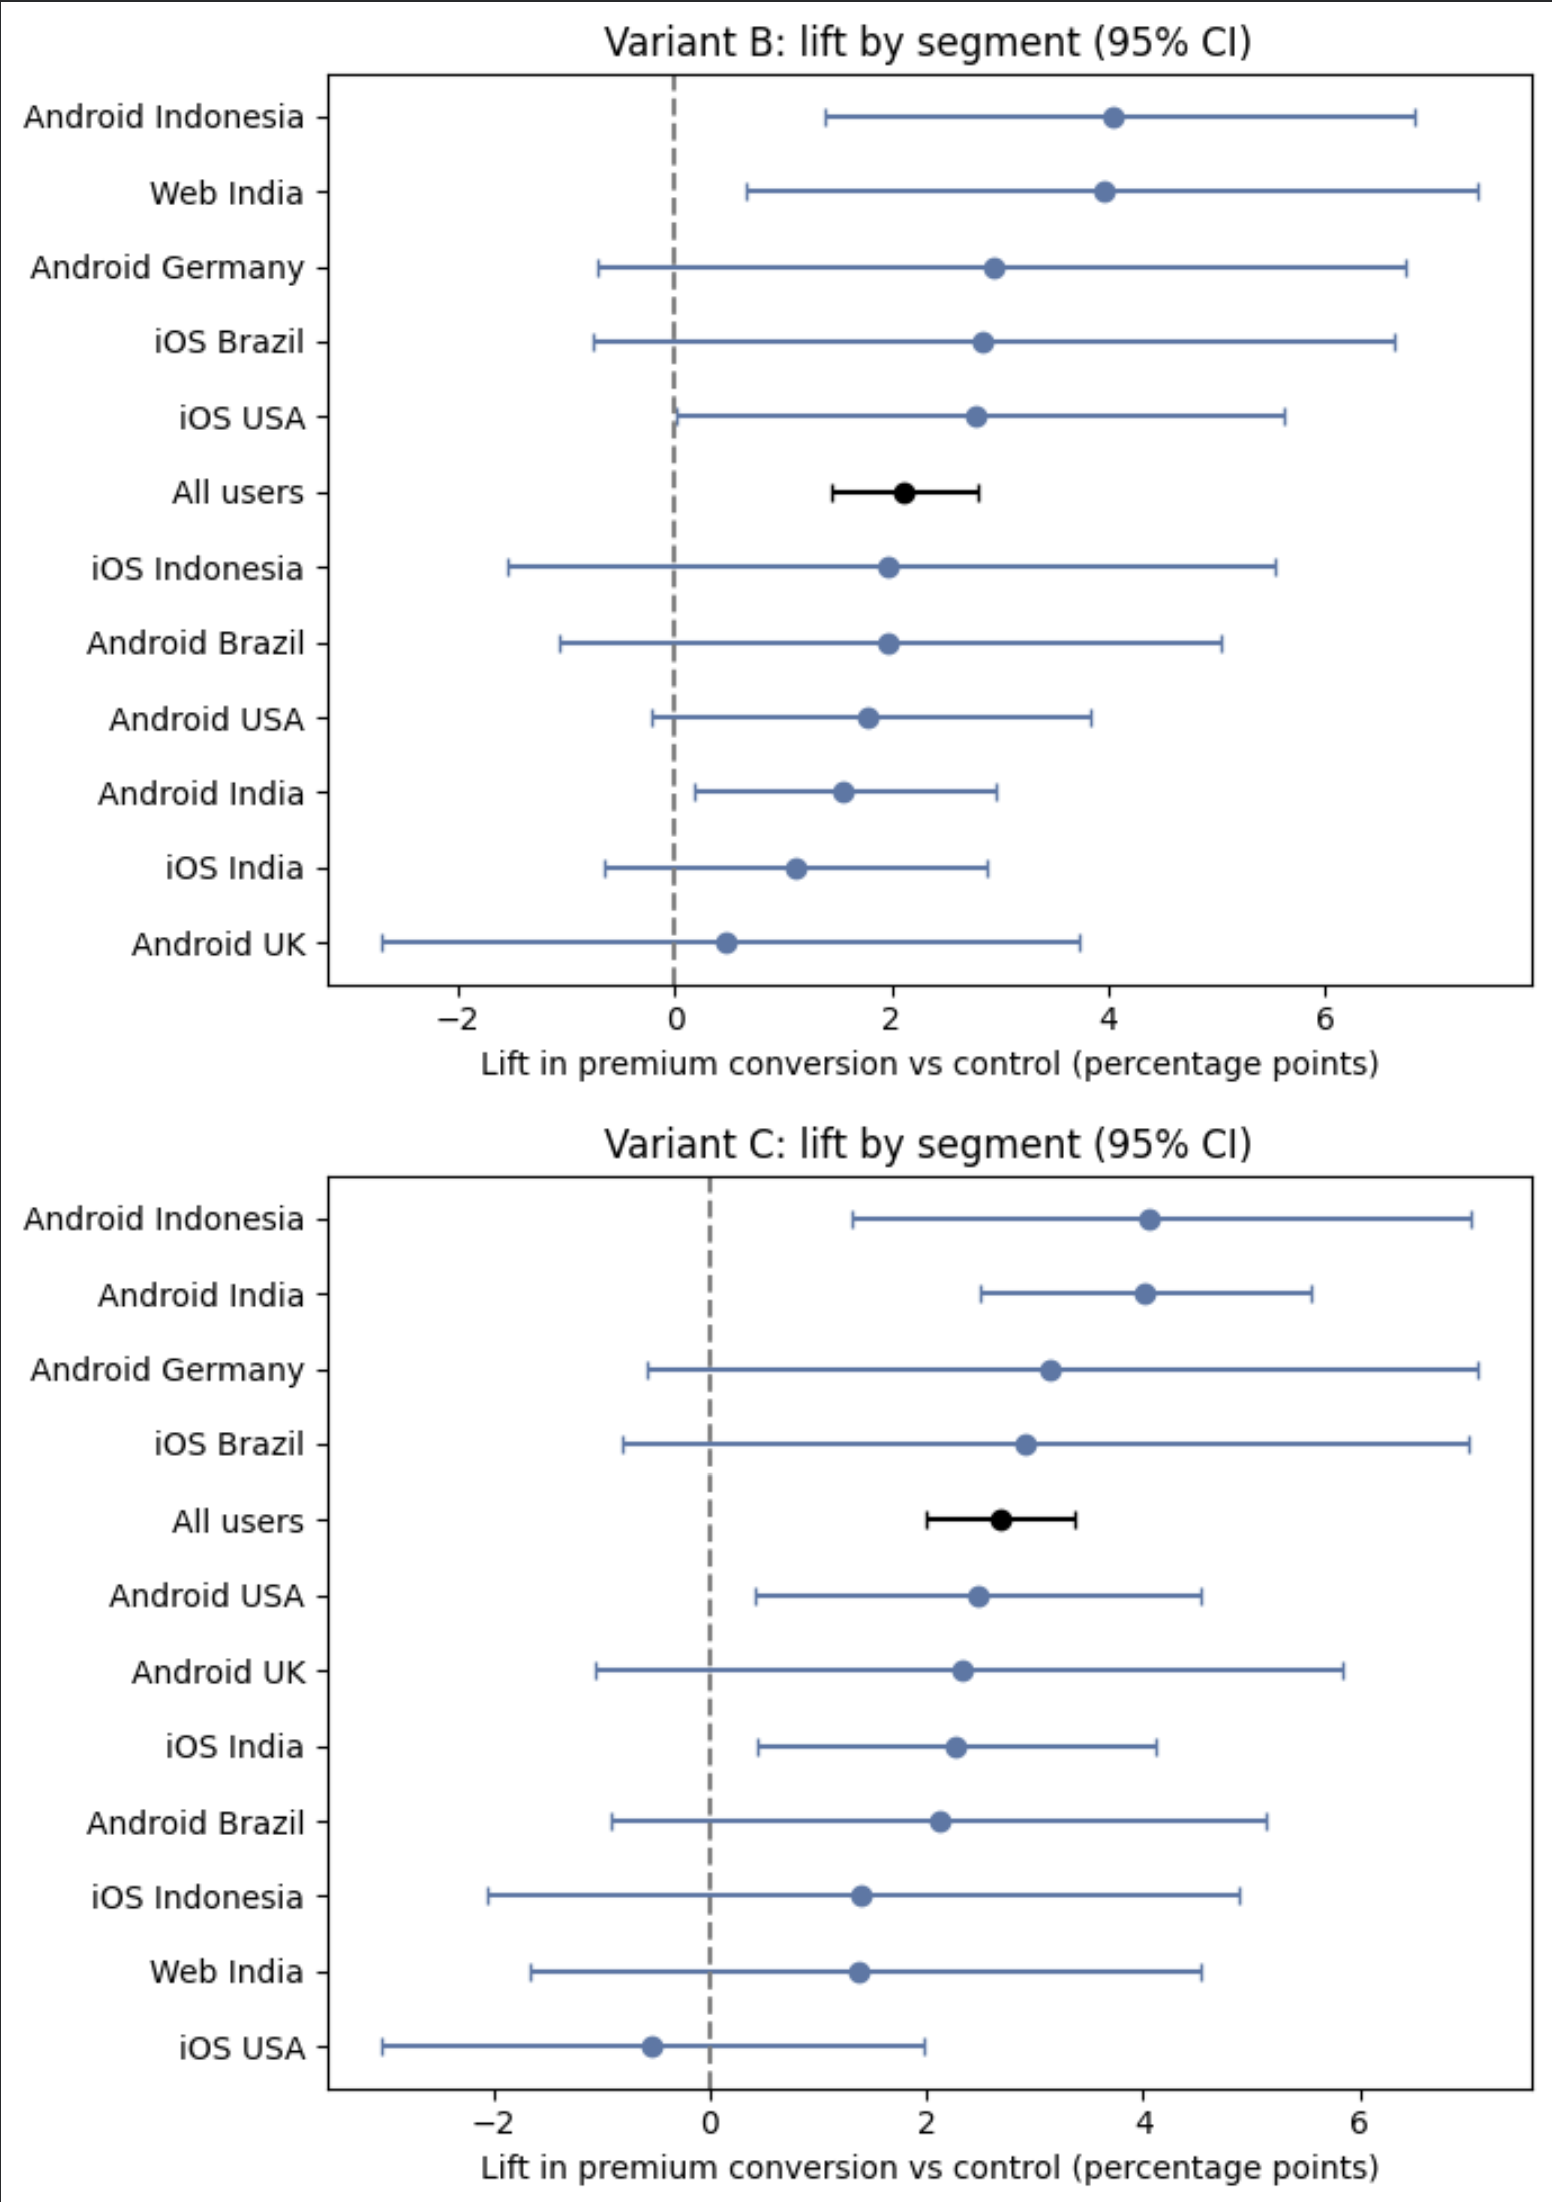 Variant B: lift by segment (95% CI)
Android Indonesia
Web India
Android Germany
iOS Brazil
iOS USA
All users
iOS Indonesia
Android Brazil
Android USA
Android India
iOS India
Android UK
−2 0 2 4 6
Lift in premium conversion vs control (percentage points)
Variant C: lift by segment (95% CI)
Android Indonesia
Android India
Android Germany
iOS Brazil
All users
Android USA
Android UK
iOS India
Android Brazil
iOS Indonesia
Web India
iOS USA
−2 0 2 4 6
Lift in premium conversion vs control (percentage points)